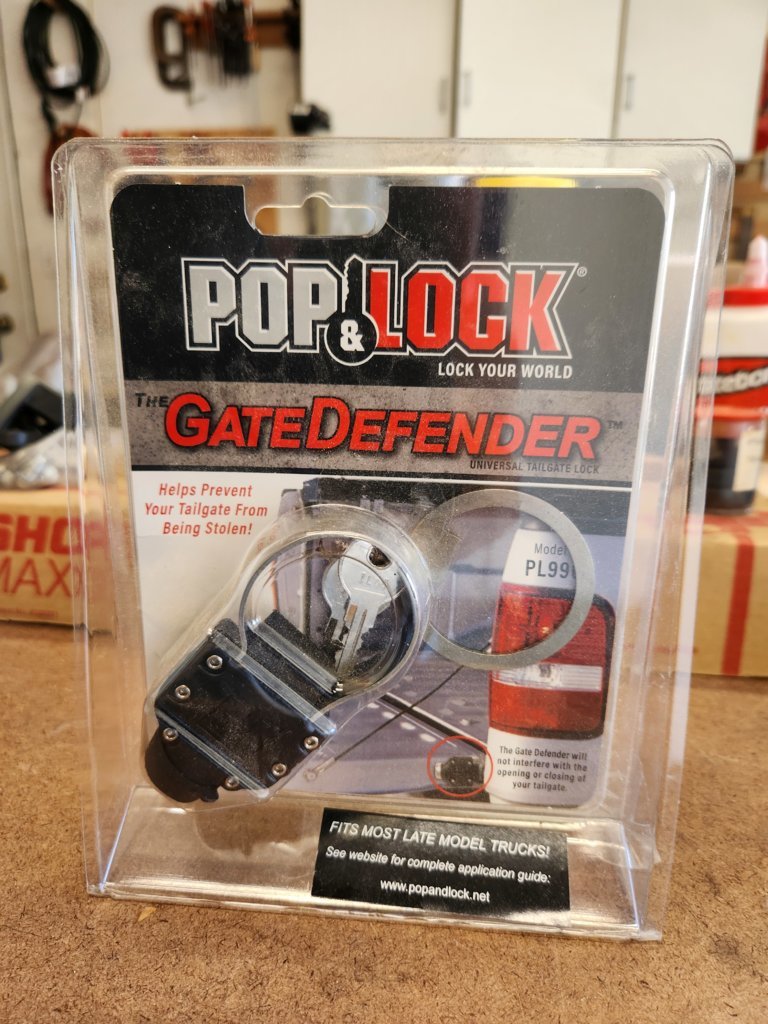 POP & LOCK®
LOCK YOUR WORLD
THE GATEDEFENDER™
UNIVERSAL TAILGATE LOCK
Helps Prevent
Your Tailgate From
Being Stolen!
Model
The Gate Defender will
not interfere with the
opening or closing of
your tailgate.
FITS MOST LATE MODEL TRUCKS!
See website for complete application guide:
www.popandlock.net
MAX